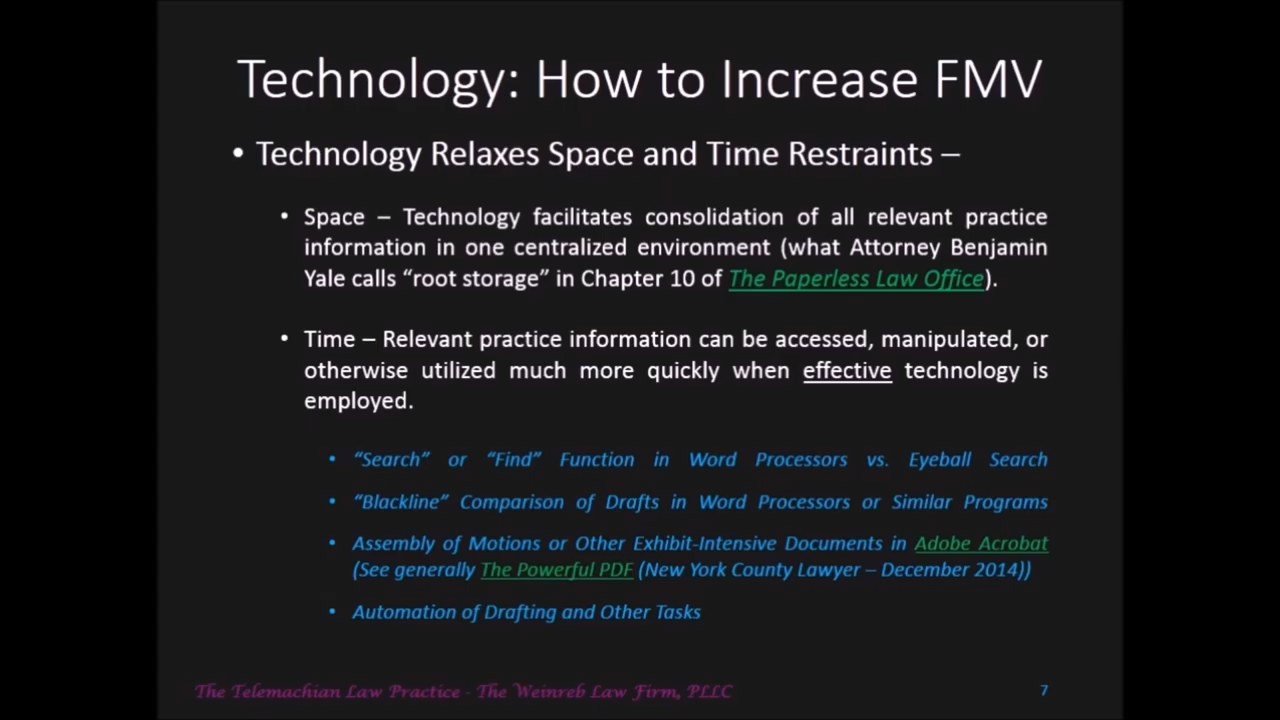 Technology: How to Increase FMV
• Technology Relaxes Space and Time Restraints –
• Space – Technology facilitates consolidation of all relevant practice
information in one centralized environment (what Attorney Benjamin
Yale calls “root storage” in Chapter 10 of The Paperless Law Office).
• Time – Relevant practice information can be accessed, manipulated, or
otherwise utilized much more quickly when effective technology is
employed.
• “Search” or “Find” Function in Word Processors vs. Eyeball Search
• “Blackline” Comparison of Drafts in Word Processors or Similar Programs
• Assembly of Motions or Other Exhibit-Intensive Documents in Adobe Acrobat
(See generally The Powerful PDF (New York County Lawyer – December 2014))
• Automation of Drafting and Other Tasks
The Telemachian Law Practice - The Weinreb Law Firm, PLLC
7